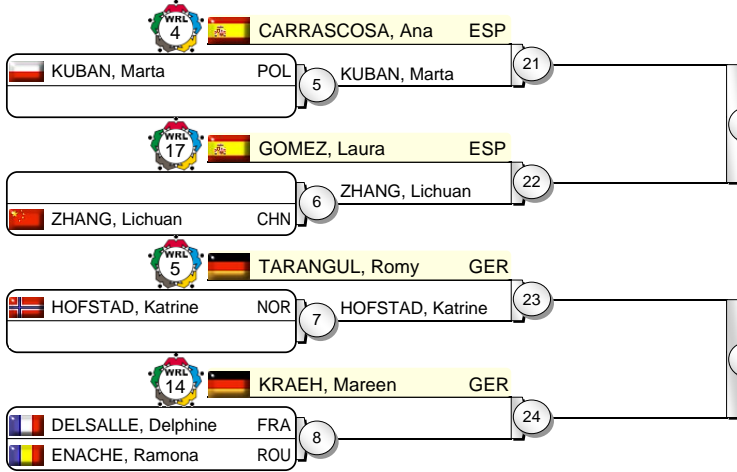 WRL
4
CARRASCOSA, Ana ESP
21
KUBAN, Marta POL
5
KUBAN, Marta
WRL
17
GOMEZ, Laura ESP
22
6
ZHANG, Lichuan
ZHANG, Lichuan CHN
WRL
5
TARANGUL, Romy GER
23
HOFSTAD, Katrine NOR
7
HOFSTAD, Katrine
WRL
14
KRAEH, Mareen GER
24
DELSALLE, Delphine FRA
8
ENACHE, Ramona ROU